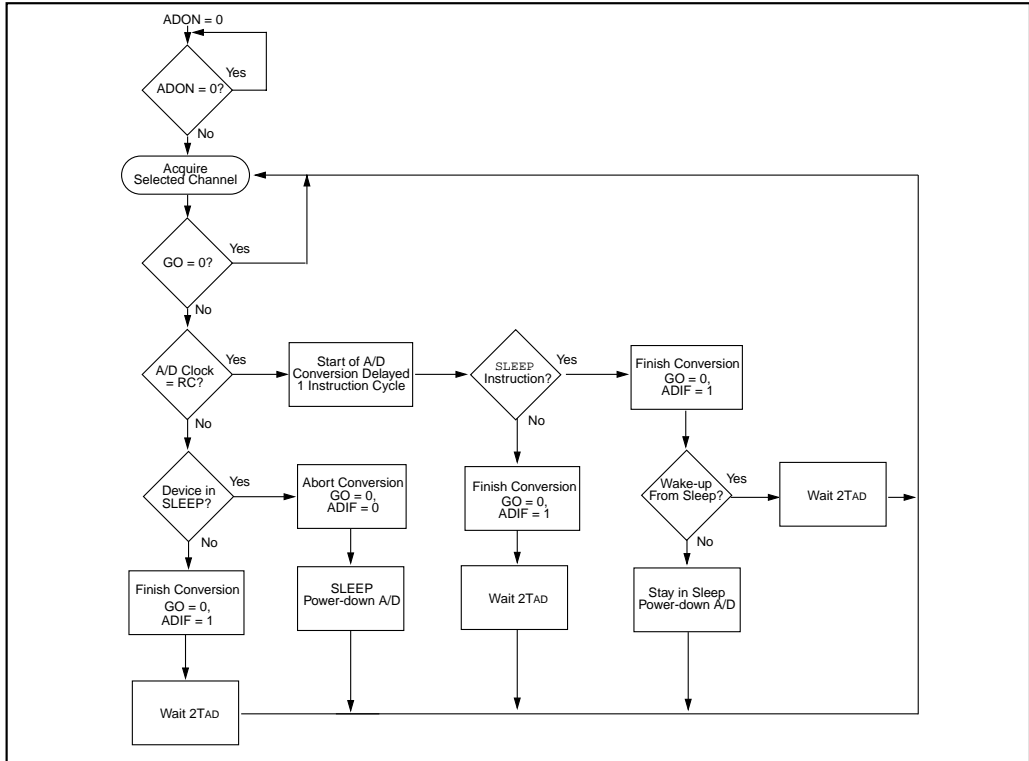 ADON = 0
Yes
ADON = 0?
No
Acquire
Selected Channel
Yes
GO = 0?
No
A/D Clock
= RC?
Yes
Start of A/D
Conversion Delayed
1 Instruction Cycle
SLEEP
Instruction?
Yes
Finish Conversion
GO = 0,
ADIF = 1
No
No
Device in
SLEEP?
Yes
Abort Conversion
GO = 0,
ADIF = 0
Finish Conversion
GO = 0,
ADIF = 1
Wake-up
From Sleep?
Yes
Wait 2TAD
No
No
Finish Conversion
GO = 0,
ADIF = 1
SLEEP
Power-down A/D
Wait 2TAD
Stay in Sleep
Power-down A/D
Wait 2TAD